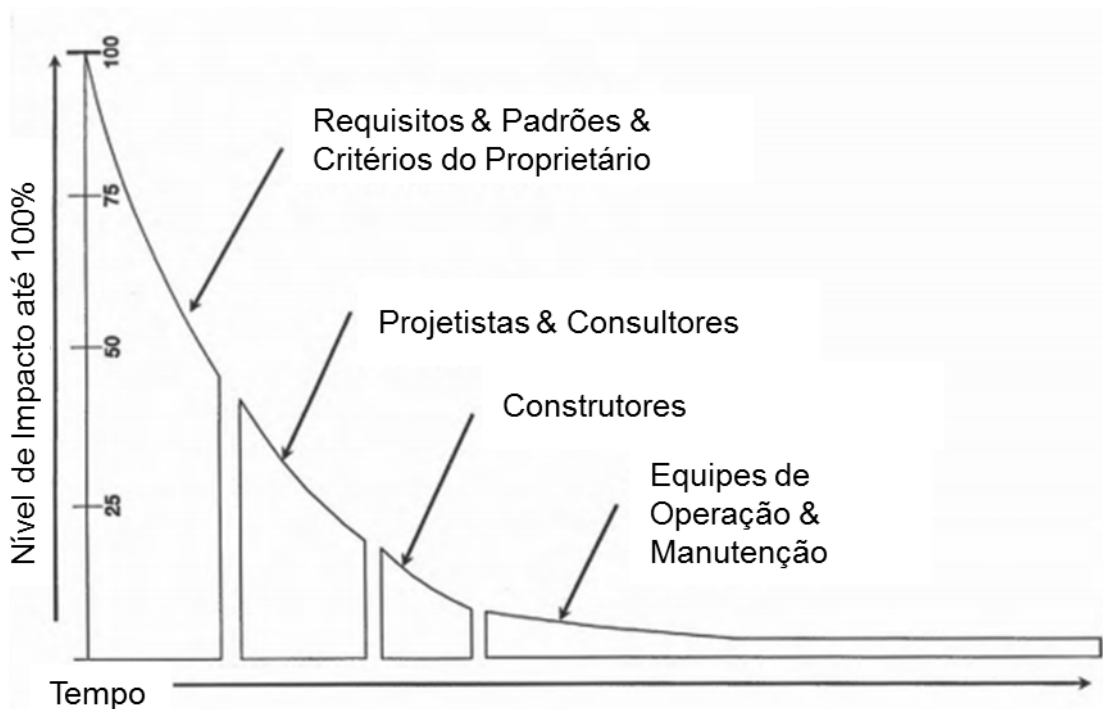 100
Requisitos & Padrões &
Critérios do Proprietário
75
Nível de Impacto até 100%
Projetistas & Consultores
50
Construtores
Equipes de
Operação &
Manutenção
25
Tempo